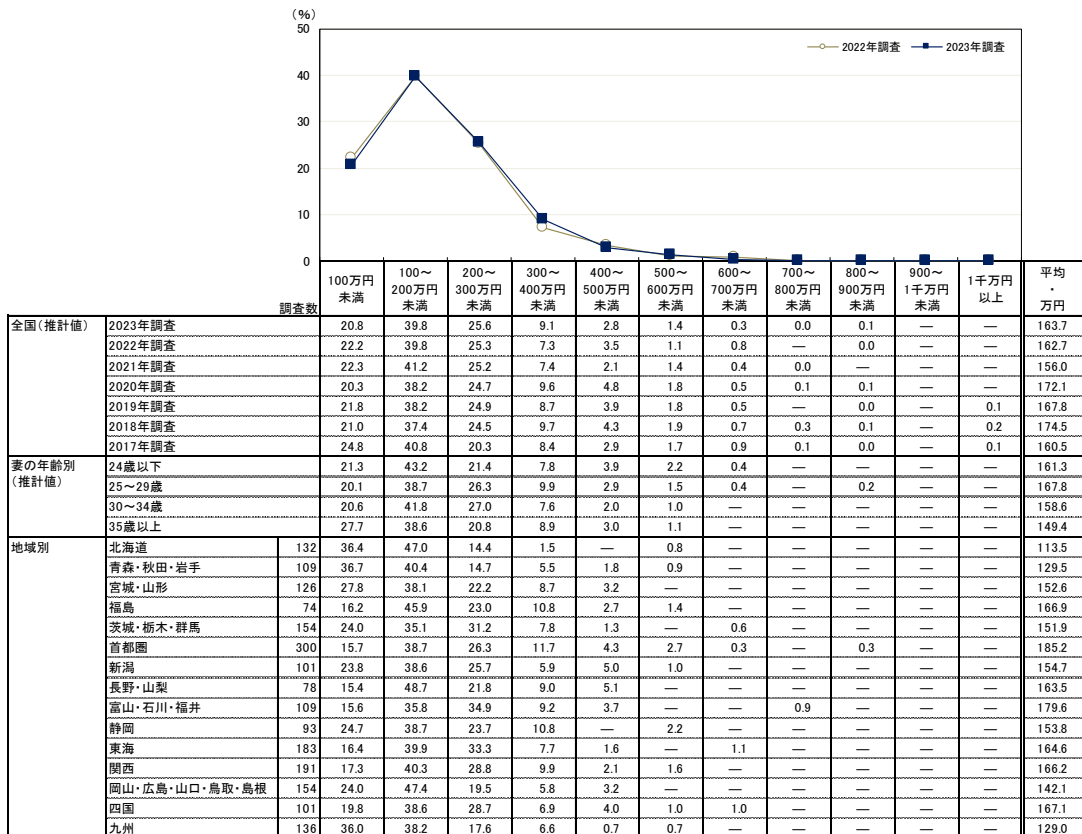 (%)
50
40
30
20
10
0
2022年調査 2023年調査
調査数 100万円未満 100～200万円未満 200～300万円未満 300～400万円未満 400～500万円未満 500～600万円未満 600～700万円未満 700～800万円未満 800～900万円未満 900～1千万円未満 1千万円以上 平均・万円
全国(推計値) 2023年調査 20.8 39.8 25.6 9.1 2.8 1.4 0.3 0.0 0.1 — — 163.7
2022年調査 22.2 39.8 25.3 7.3 3.5 1.1 0.8 — 0.0 — — 162.7
2021年調査 22.3 41.2 25.2 7.4 2.1 1.4 0.4 0.0 — — — 156.0
2020年調査 20.3 38.2 24.7 9.6 4.8 1.8 0.5 0.1 0.1 — — 172.1
2019年調査 21.8 38.2 24.9 8.7 3.9 1.8 0.5 — 0.0 — 0.1 167.8
2018年調査 21.0 37.4 24.5 9.7 4.3 1.9 0.7 0.3 0.1 — 0.2 174.5
2017年調査 24.8 40.8 20.3 8.4 2.9 1.7 0.9 0.1 0.0 — 0.1 160.5
妻の年齢別(推計値) 24歳以下 21.3 43.2 21.4 7.8 3.9 2.2 0.4 — — — — 161.3
25～29歳 20.1 38.7 26.3 9.9 2.9 1.5 0.4 — 0.2 — — 167.8
30～34歳 20.6 41.8 27.0 7.6 2.0 1.0 — — — — — 158.6
35歳以上 27.7 38.6 20.8 8.9 3.0 1.1 — — — — — 149.4
地域別 北海道 132 36.4 47.0 14.4 1.5 — 0.8 — — — — — 113.5
青森・秋田・岩手 109 36.7 40.4 14.7 5.5 1.8 0.9 — — — — — 129.5
宮城・山形 126 27.8 38.1 22.2 8.7 3.2 — — — — — — 152.6
福島 74 16.2 45.9 23.0 10.8 2.7 1.4 — — — — — 166.9
茨城・栃木・群馬 154 24.0 35.1 31.2 7.8 1.3 — 0.6 — — — — 151.9
首都圏 300 15.7 38.7 26.3 11.7 4.3 2.7 0.3 — 0.3 — — 185.2
新潟 101 23.8 38.6 25.7 5.9 5.0 1.0 — — — — — 154.7
長野・山梨 78 15.4 48.7 21.8 9.0 5.1 — — — — — — 163.5
富山・石川・福井 109 15.6 35.8 34.9 9.2 3.7 — — 0.9 — — — 179.6
静岡 93 24.7 38.7 23.7 10.8 — 2.2 — — — — — 153.8
東海 183 16.4 39.9 33.3 7.7 1.6 — 1.1 — — — — 164.6
関西 191 17.3 40.3 28.8 9.9 2.1 1.6 — — — — — 166.2
岡山・広島・山口・鳥取・島根 154 24.0 47.4 19.5 5.8 3.2 — — — — — — 142.1
四国 101 19.8 38.6 28.7 6.9 4.0 1.0 1.0 — — — — 167.1
九州 136 36.0 38.2 17.6 6.6 0.7 0.7 — — — — — 129.0